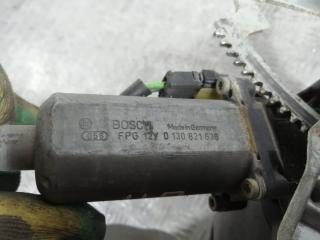 BOSCH Made in Germany
FPG 12V 0 130 821 638